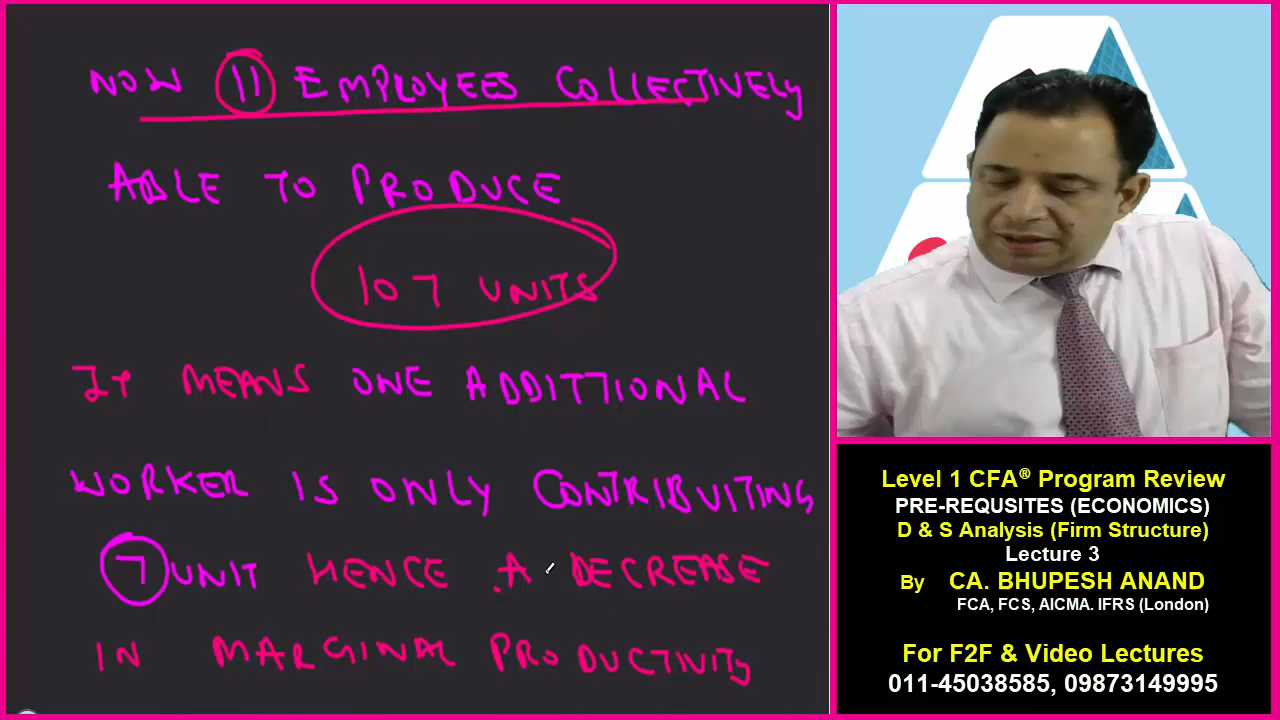 NOW 11 EMPLOYEES COLLECTIVELY
ABLE TO PRODUCE
107 UNITS
IT MEANS ONE ADDITTIONAL
WORKER IS ONLY CONTRIBUITING
7 UNIT HENCE A DECREASE
IN MARGINAL PRODUCTIVITY
Level 1 CFA® Program Review
PRE-REQUSITES (ECONOMICS)
D & S Analysis (Firm Structure)
Lecture 3
By CA. BHUPESH ANAND
FCA, FCS, AICMA. IFRS (London)
For F2F & Video Lectures
011-45038585, 09873149995